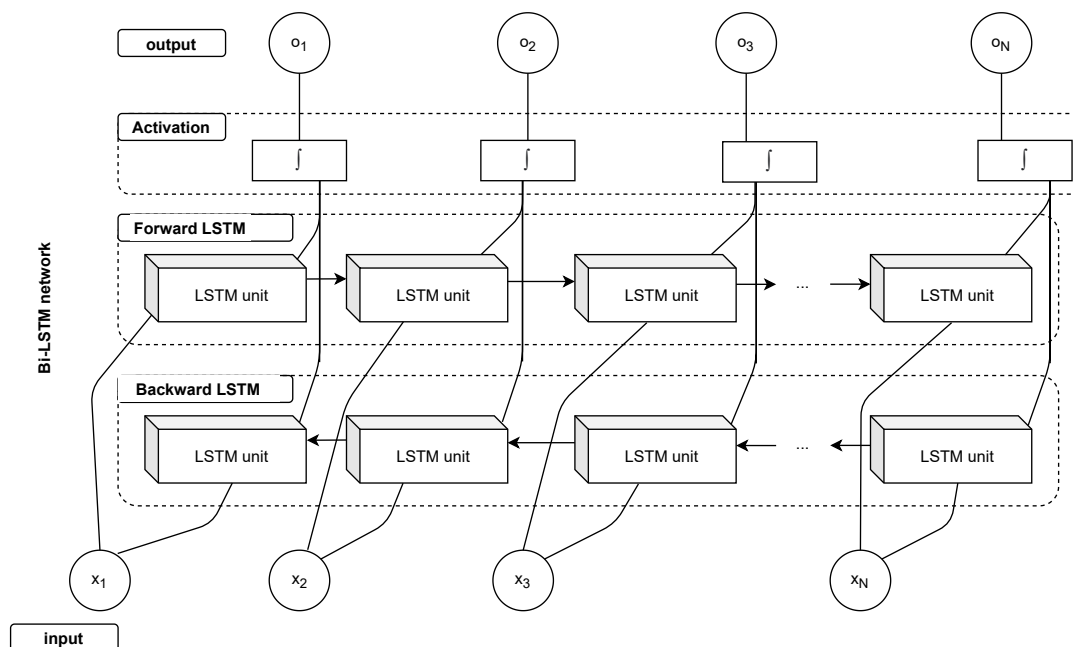 output
o1
o2
o3
oN
Activation
∫
∫
∫
∫
Bi-LSTM network
Forward LSTM
LSTM unit
LSTM unit
LSTM unit
...
LSTM unit
Backward LSTM
LSTM unit
LSTM unit
LSTM unit
...
LSTM unit
x1
x2
x3
xN
input